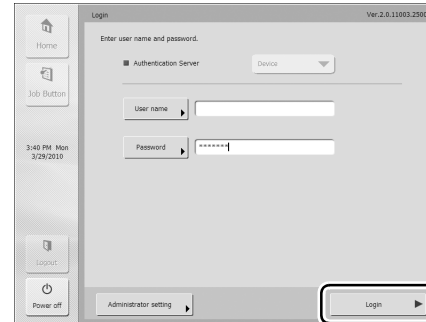 Login
Ver.2.0.11003.2500
Home
Enter user name and password.
Authentication Server
Device
Job Button
User name
Password
*******
3:40 PM Mon
3/29/2010
Logout
Power off
Administrator setting
Login